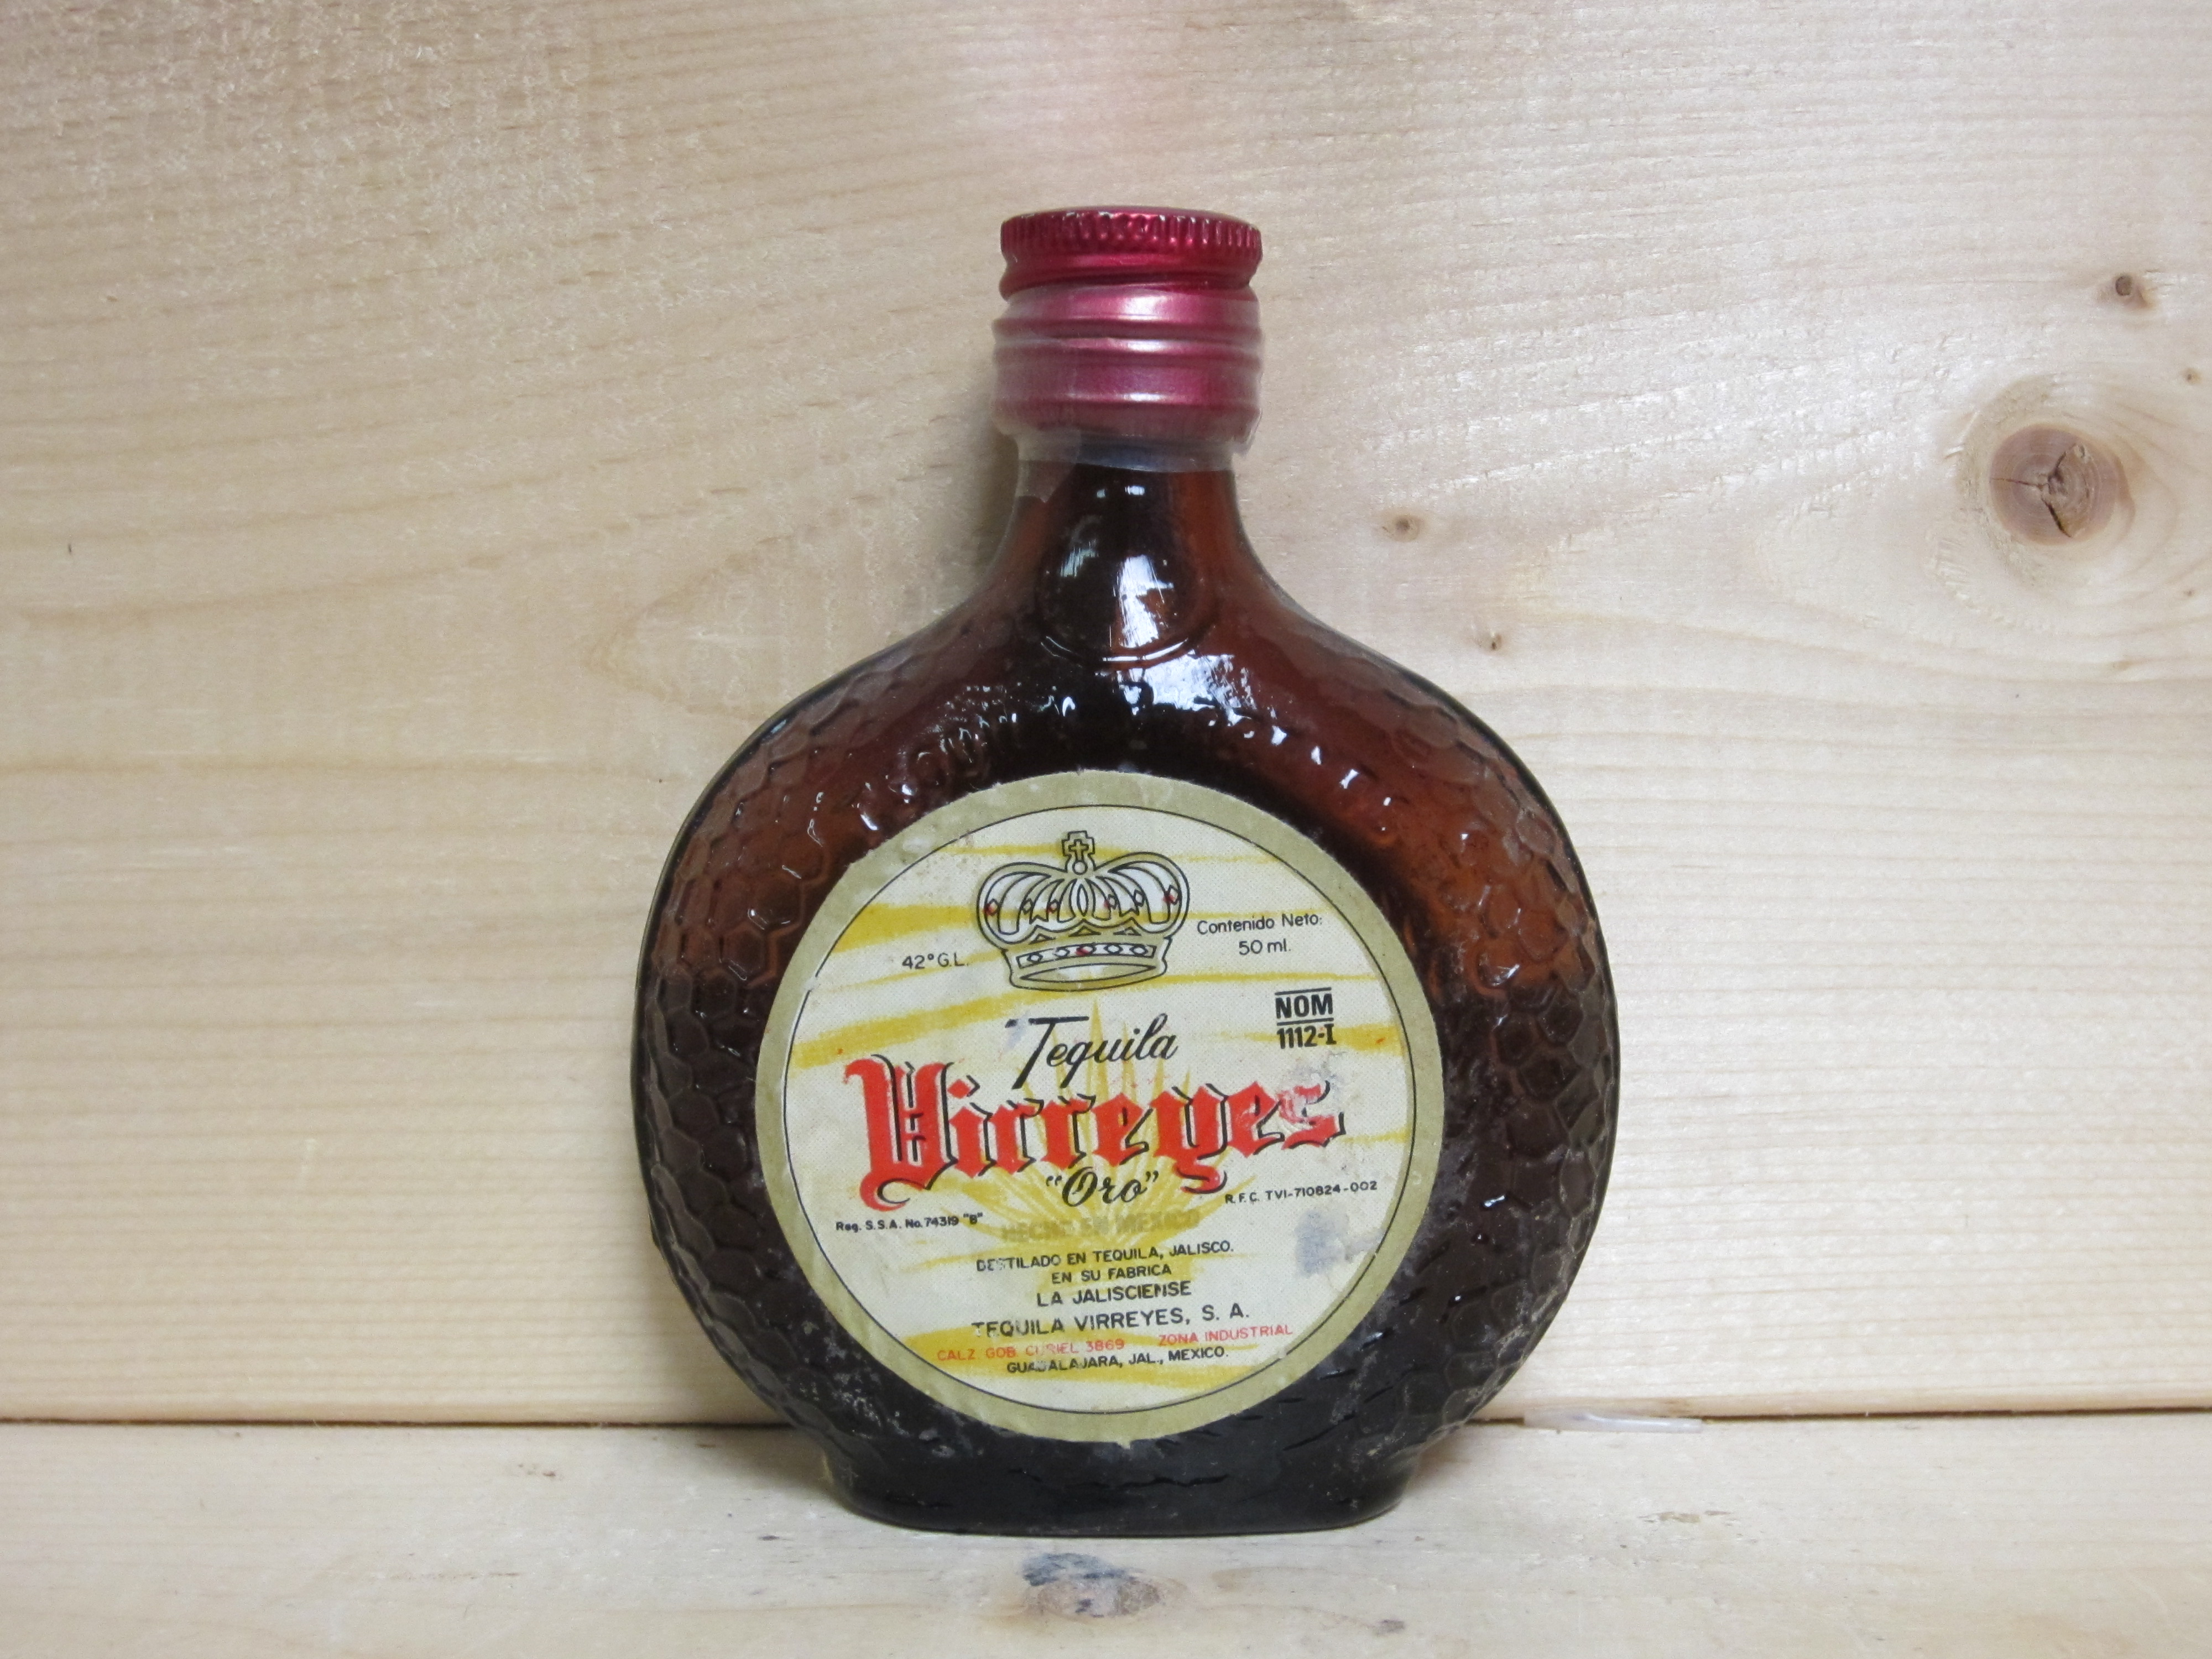 42° G.L.
Contenido Neto:
50 ml.
NOM
1112-I
Tequila
Virreyes
"Oro"
R.F.C. TVI-710824-002
Reg. S.S.A. No. 74319 "B"
HECHO EN MEXICO
DESTILADO EN TEQUILA, JALISCO.
EN SU FABRICA
LA JALISCIENSE
TEQUILA VIRREYES, S. A.
CALZ. GOB. CURIEL 3869 ZONA INDUSTRIAL
GUADALAJARA, JAL., MEXICO.